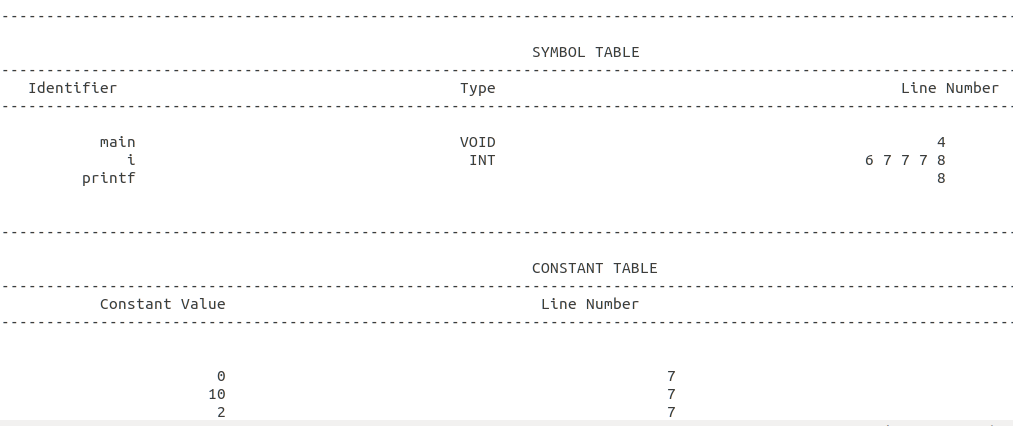 SYMBOL TABLE
Identifier Type Line Number
main VOID 4
i INT 6 7 7 7 8
printf 8
CONSTANT TABLE
Constant Value Line Number
0 7
10 7
2 7